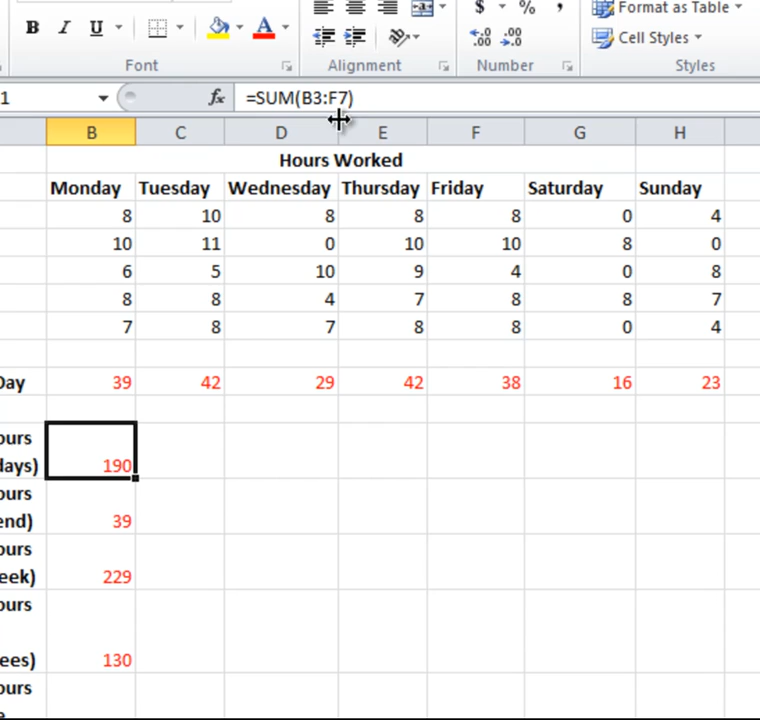 $ % , Format as Table
B I U A .00 .00 Cell Styles
Font Alignment Number Styles
1 fx =SUM(B3:F7)
B C D E F G H
Hours Worked
Monday Tuesday Wednesday Thursday Friday Saturday Sunday
8 10 8 8 8 0 4
10 11 0 10 10 8 0
6 5 10 9 4 0 8
8 8 4 7 8 8 7
7 8 7 8 8 0 4
Day 39 42 29 42 38 16 23
ours
days) 190
ours
end) 39
ours
eek) 229
ours
ees) 130
ours